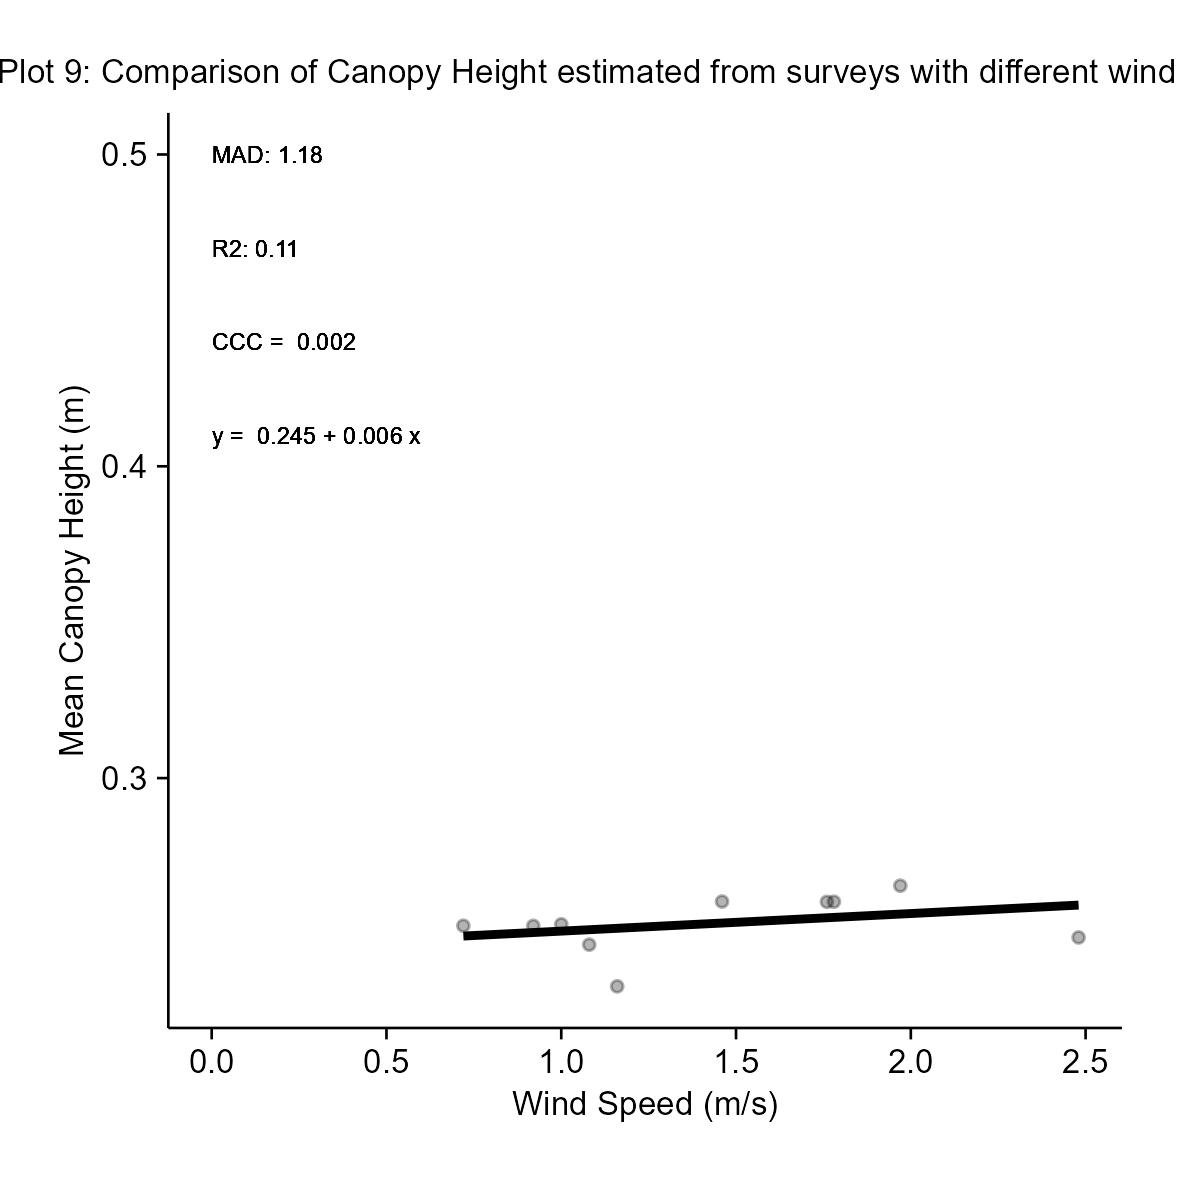 Plot 9: Comparison of Canopy Height estimated from surveys with different wind
0.5
MAD: 1.18
R2: 0.11
CCC =  0.002
y =  0.245 + 0.006 x
0.4
Mean Canopy Height (m)
0.3
0.0 0.5 1.0 1.5 2.0 2.5
Wind Speed (m/s)